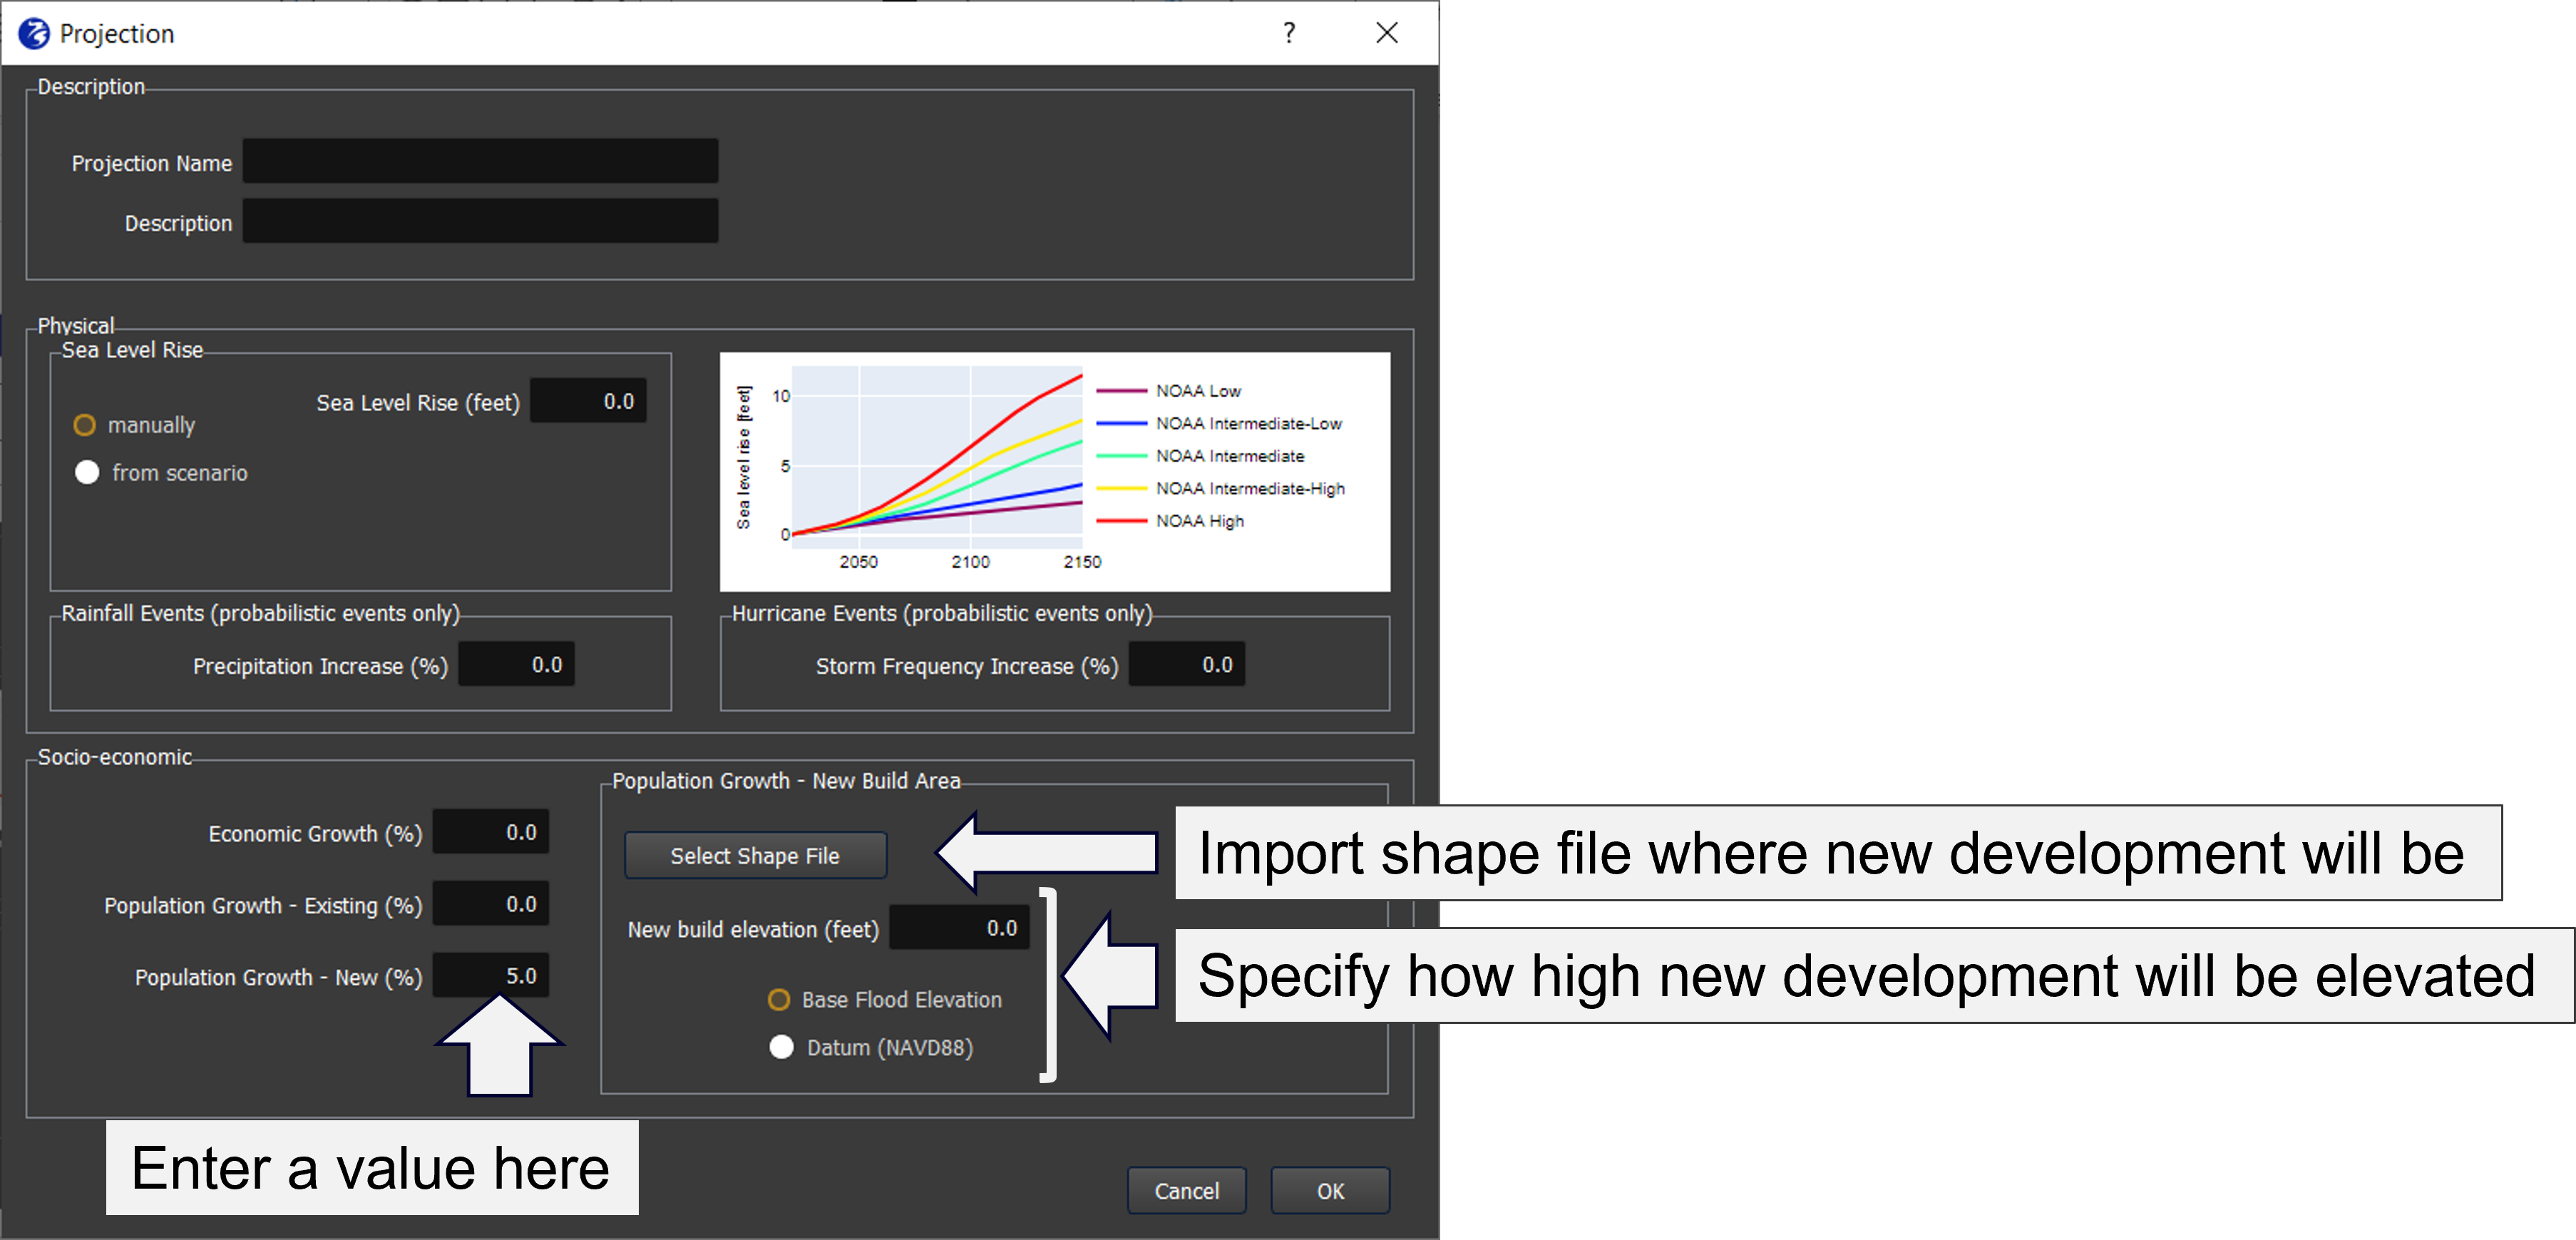 Projection
?
Description
Projection Name
Description
Physical
Sea Level Rise
manually
Sea Level Rise (feet) 0.0
from scenario
Sea level rise [feet]
10
5
0
2050 2100 2150
NOAA Low
NOAA Intermediate-Low
NOAA Intermediate
NOAA Intermediate-High
NOAA High
Rainfall Events (probabilistic events only)
Precipitation Increase (%) 0.0
Hurricane Events (probabilistic events only)
Storm Frequency Increase (%) 0.0
Socio-economic
Economic Growth (%) 0.0
Population Growth - Existing (%) 0.0
Population Growth - New (%) 5.0
Enter a value here
Population Growth - New Build Area
Select Shape File
Import shape file where new development will be
New build elevation (feet) 0.0
Base Flood Elevation
Datum (NAVD88)
Specify how high new development will be elevated
Cancel OK